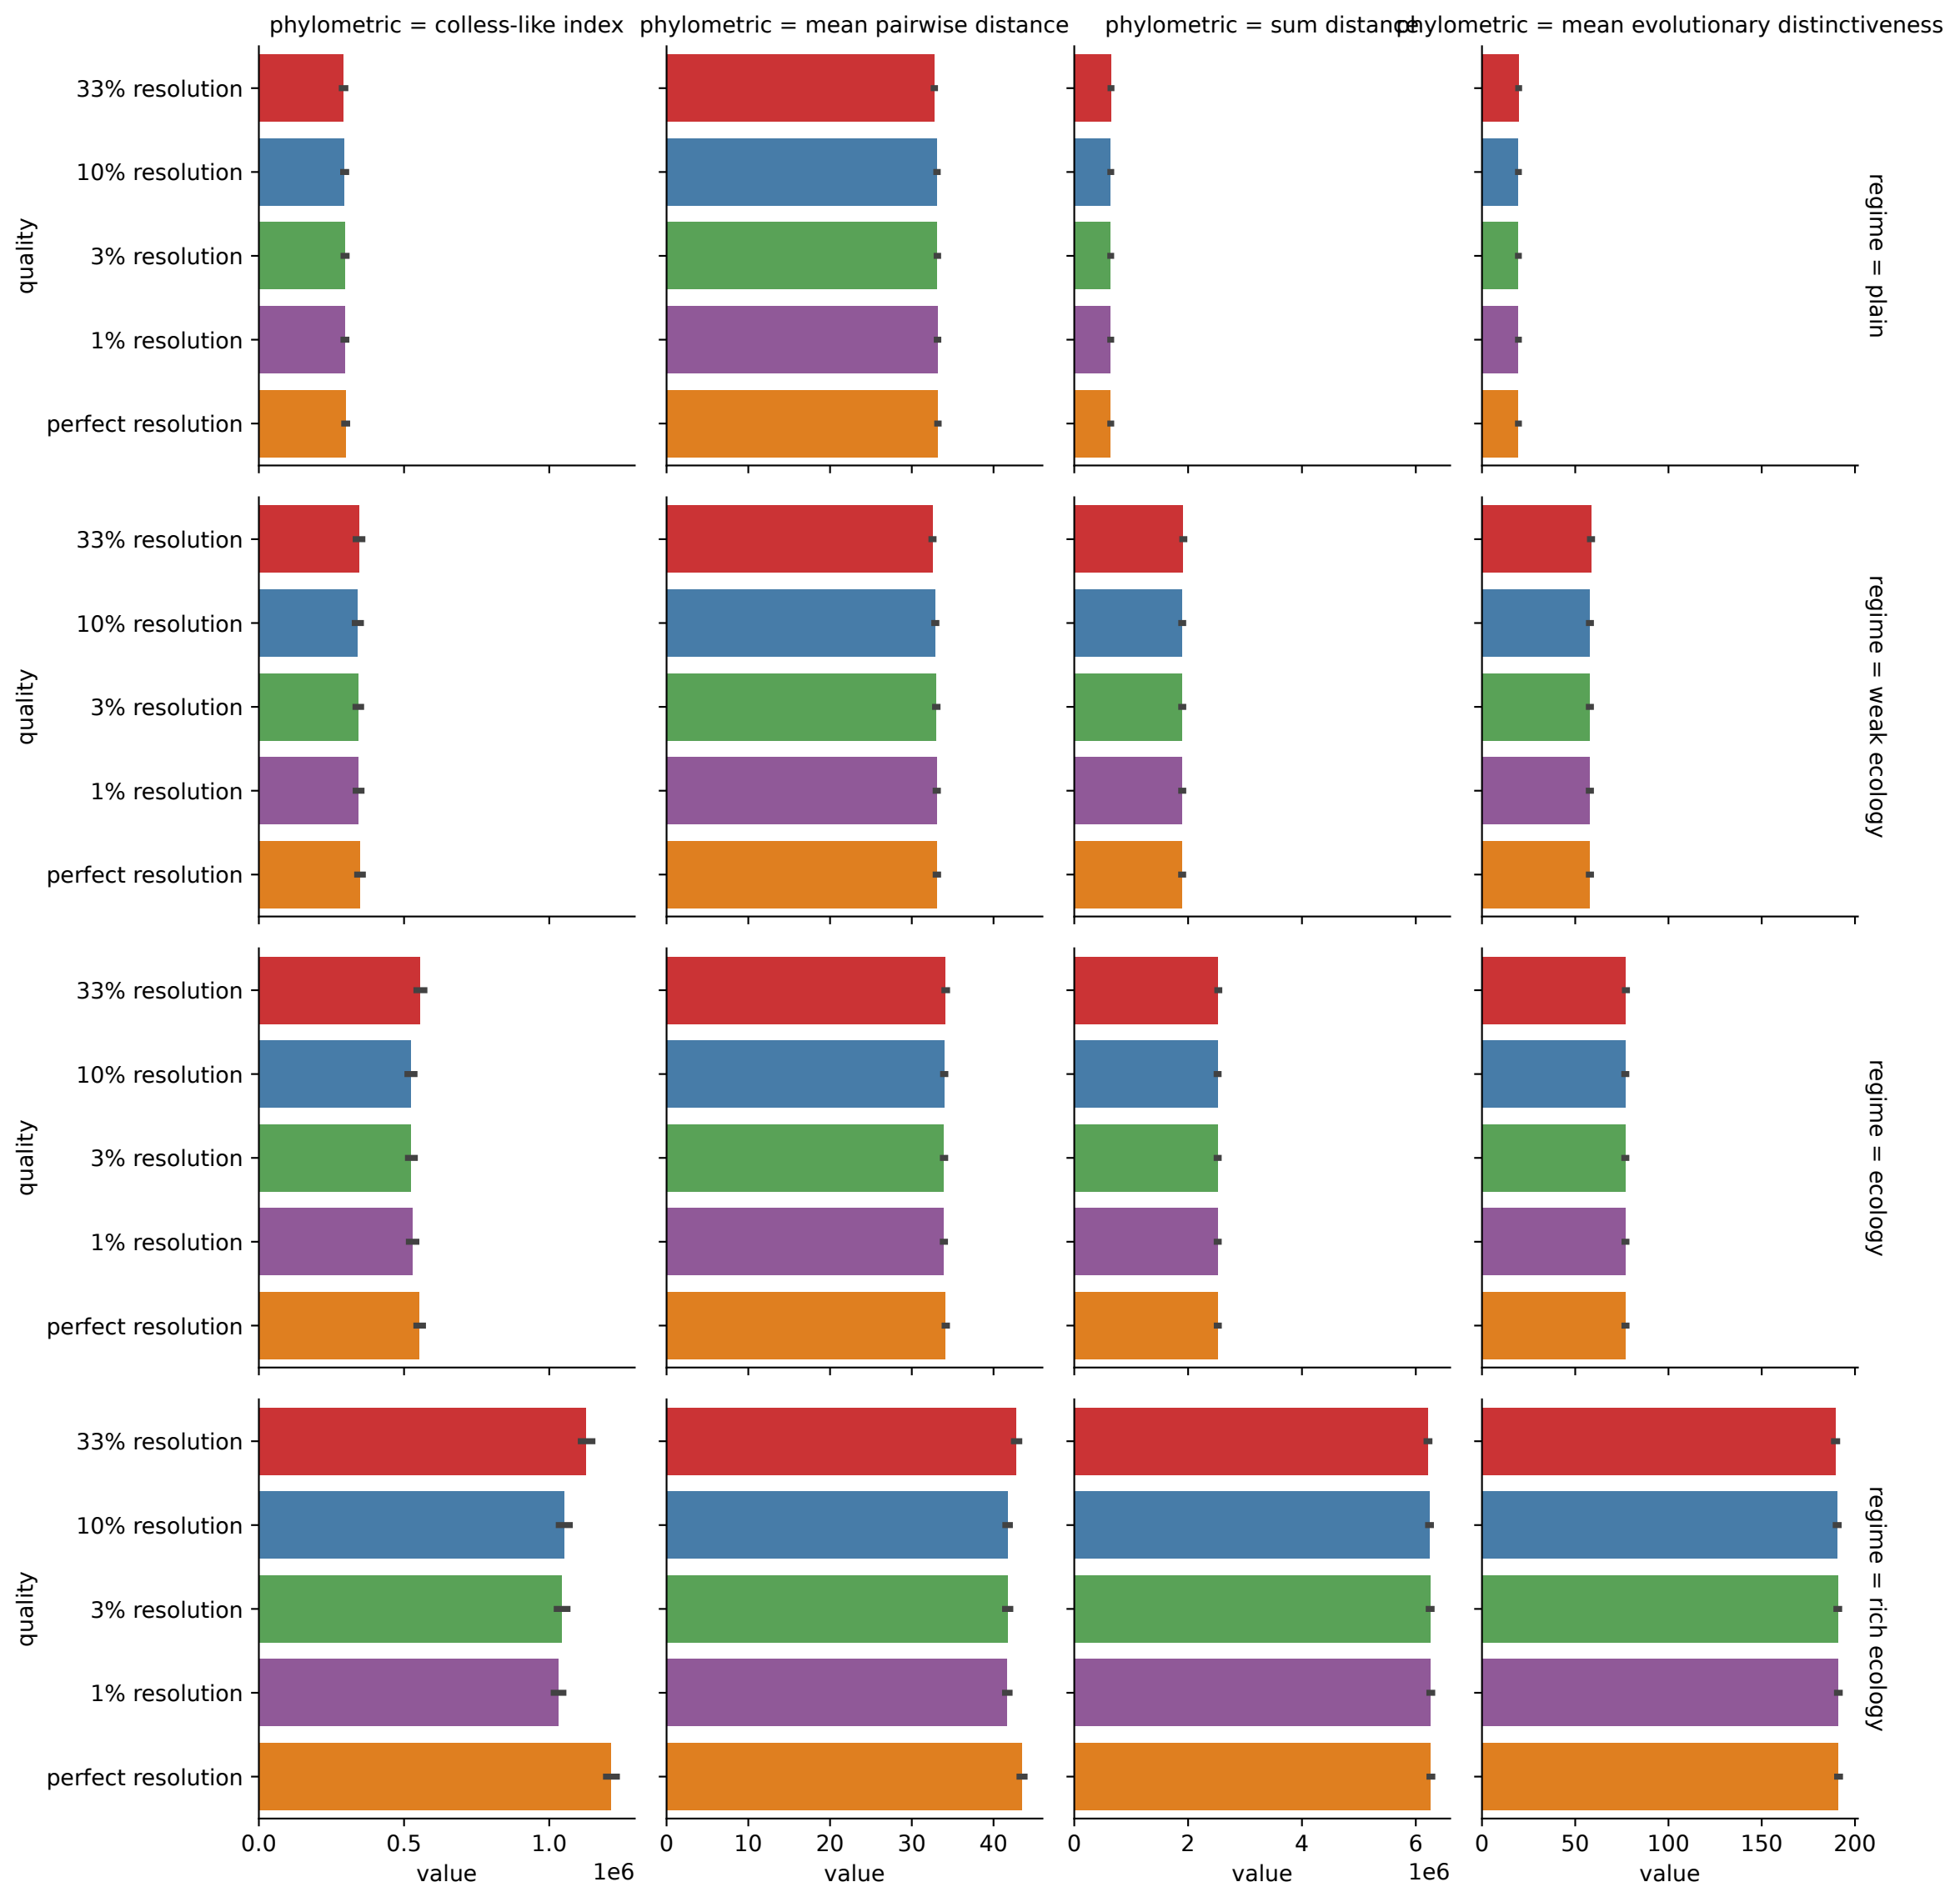 phylometric = colless-like index
phylometric = mean pairwise distance
phylometric = sum distance
phylometric = mean evolutionary distinctiveness
quality
33% resolution
10% resolution
3% resolution
1% resolution
perfect resolution
regime = plain
quality
33% resolution
10% resolution
3% resolution
1% resolution
perfect resolution
regime = weak ecology
quality
33% resolution
10% resolution
3% resolution
1% resolution
perfect resolution
regime = ecology
quality
33% resolution
10% resolution
3% resolution
1% resolution
perfect resolution
regime = rich ecology
0.0 0.5 1.0
1e6
value
0 10 20 30 40
value
0 2 4 6
1e6
value
0 50 100 150 200
value